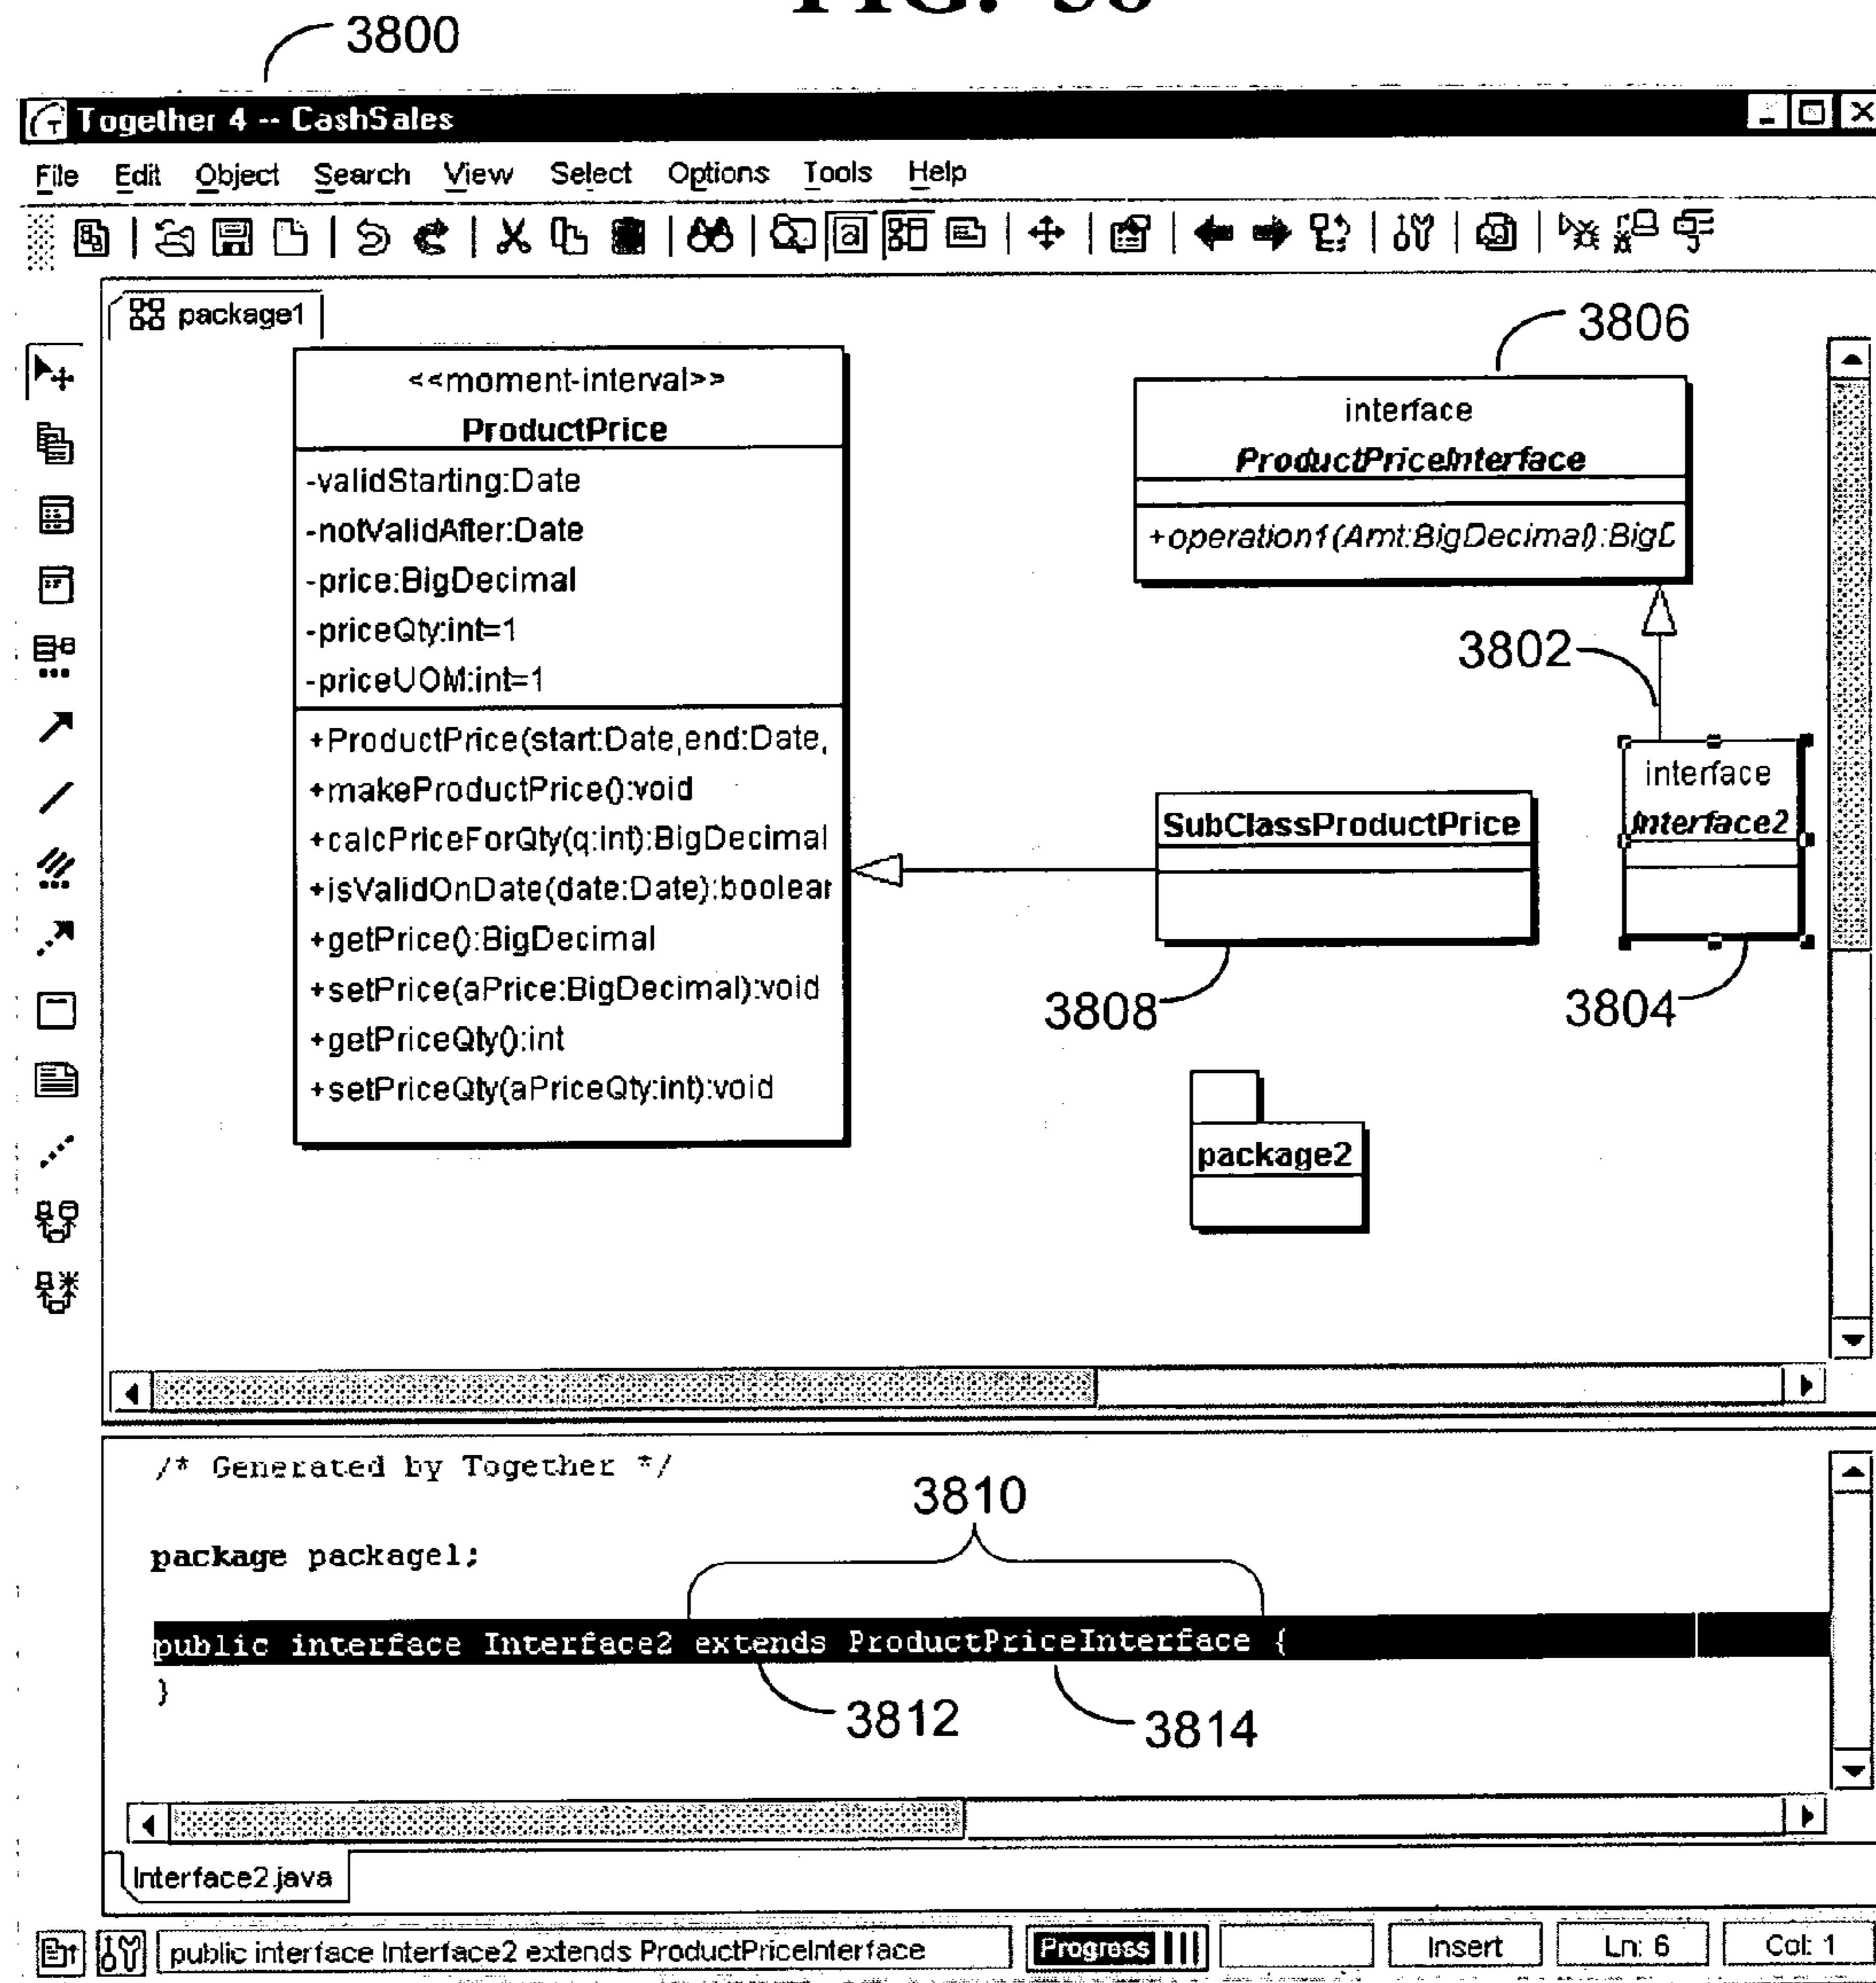 3800
Together 4 -- CashSales
File Edit Object Search View Select Options Tools Help
package1
<<moment-interval>>
ProductPrice
-validStarting:Date
-notValidAfter:Date
-price:BigDecimal
-priceQty:int=1
-priceUOM:int=1
+ProductPrice(start:Date,end:Date,
+makeProductPrice():void
+calcPriceForQty(q:int):BigDecimal
+isValidOnDate(date:Date):boolear
+getPrice():BigDecimal
+setPrice(aPrice:BigDecimal):void
+getPriceQty():int
+setPriceQty(aPriceQty:int):void
3806
interface
ProductPriceInterface
+operation1(Amt:BigDecimal):BigD
3802
interface
Interface2
3804
SubClassProductPrice
3808
package2
/* Generated by Together */
3810
package package1;
public interface Interface2 extends ProductPriceInterface {
}
3812
3814
Interface2.java
public interface Interface2 extends ProductPriceInterface
Progress
Insert
Ln: 6
Col: 1